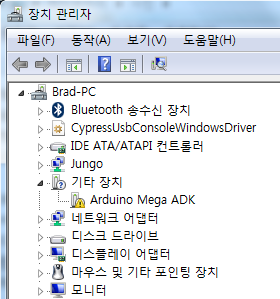 장치 관리자
파일(F) 동작(A) 보기(V) 도움말(H)
Brad-PC
Bluetooth 송수신 장치
CypressUsbConsoleWindowsDriver
IDE ATA/ATAPI 컨트롤러
Jungo
기타 장치
Arduino Mega ADK
네트워크 어댑터
디스크 드라이브
디스플레이 어댑터
마우스 및 기타 포인팅 장치
모니터